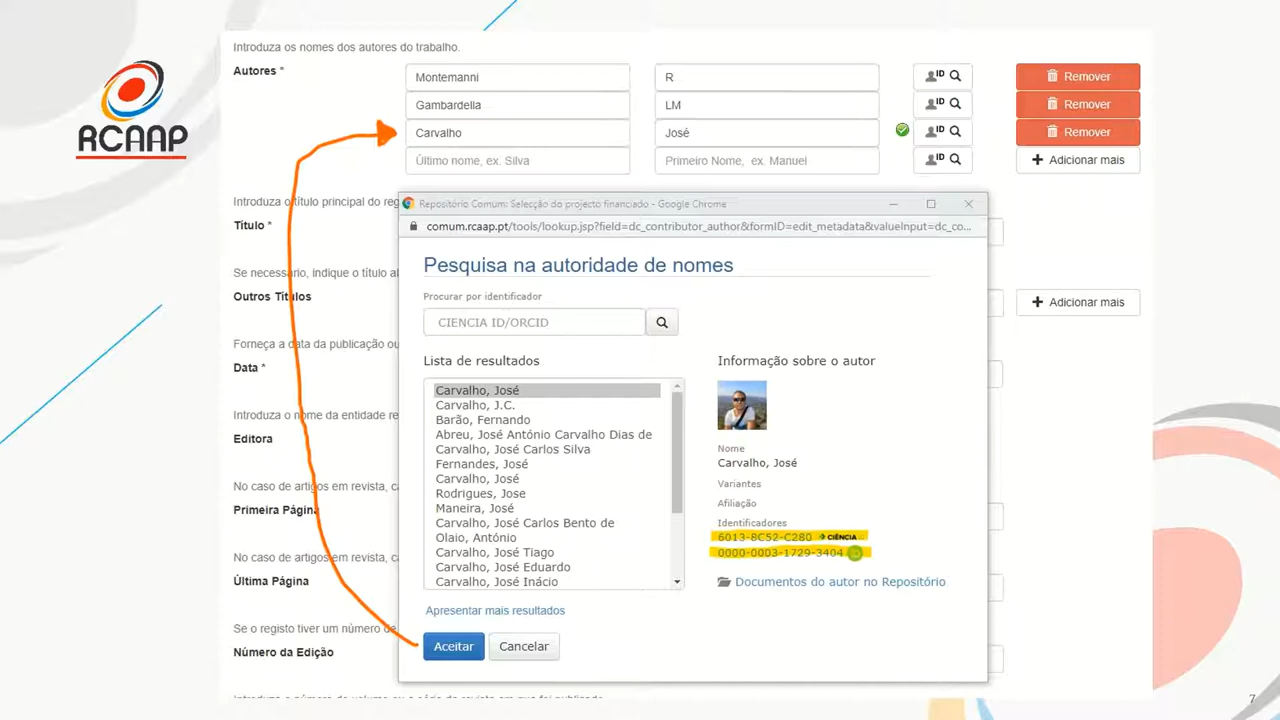 Introduza os nomes dos autores do trabalho.
Autores *
Montemanni
R
ID
Remover
Gambardella
LM
ID
Remover
Carvalho
José
ID
Remover
Último nome, ex. Silva
Primeiro Nome, ex. Manuel
ID
Adicionar mais
RCAAP
Introduza o título principal do reg
Título *
Se necessário, indique o título al
Outros Títulos
Adicionar mais
Forneça a data da publicação ou
Data *
Introduza o nome da entidade re
Editora
No caso de artigos em revista, ca
Primeira Página
No caso de artigos em revista, ca
Última Página
Se o registo tiver um número de
Número da Edição
Repositório Comum: Selecção do projecto financiado - Google Chrome
comum.rcaap.pt/tools/lookup.jsp?field=dc_contributor_author&formID=edit_metadata&valueInput=dc_co...
Pesquisa na autoridade de nomes
Procurar por identificador
CIENCIA ID/ORCID
Lista de resultados
Carvalho, José
Carvalho, J.C.
Barão, Fernando
Abreu, José António Carvalho Dias de
Carvalho, José Carlos Silva
Fernandes, José
Carvalho, José
Rodrigues, Jose
Maneira, José
Carvalho, José Carlos Bento de
Olaio, António
Carvalho, José Tiago
Carvalho, José Eduardo
Carvalho, José Inácio
Apresentar mais resultados
Aceitar
Cancelar
Informação sobre o autor
Nome
Carvalho, José
Variantes
Afiliação
Identificadores
6013-8C52-C280 CIÊNCIA
0000-0003-1729-3404
Documentos do autor no Repositório
7